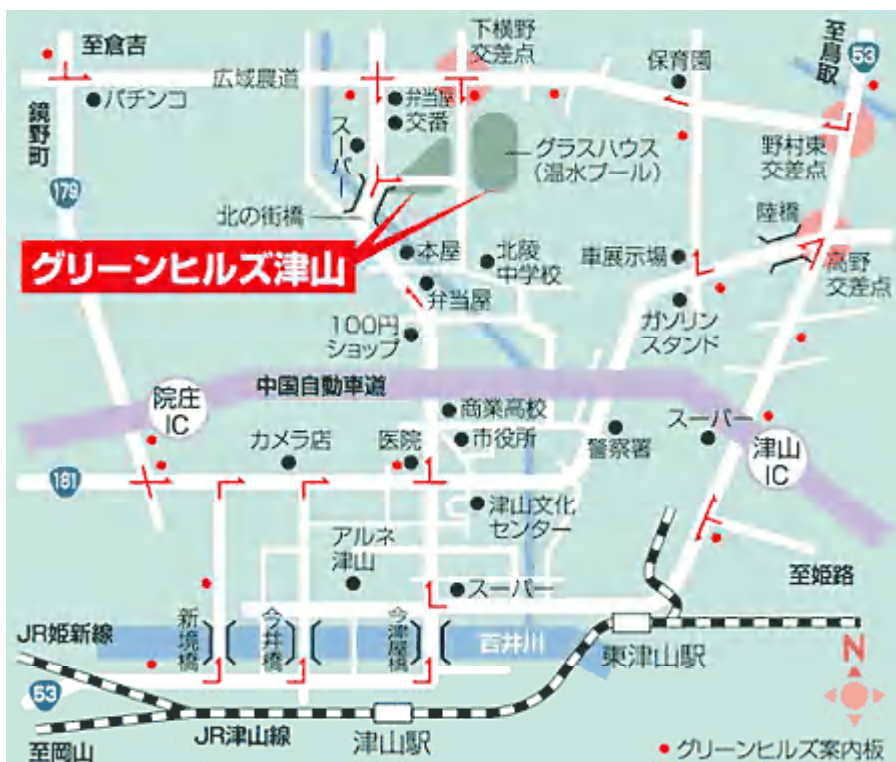 至倉吉
広域農道
パチンコ
鏡野町
179
スーパー
弁当屋
交番
下横野
交差点
保育園
至鳥取
53
グラスハウス
(温水プール)
野村東
交差点
北の街橋
陸橋
グリーンヒルズ津山
本屋
北陵
中学校
車展示場
高野
交差点
弁当屋
100円
ショップ
ガソリン
スタンド
中国自動車道
院庄
IC
商業高校
カメラ店
医院
市役所
警察署
スーパー
津山
IC
181
津山文化
センター
アルネ
津山
スーパー
至姫路
新境橋
今井橋
今津屋橋
吉井川
JR姫新線
東津山駅
N
53
JR津山線
津山駅
至岡山
グリーンヒルズ案内板